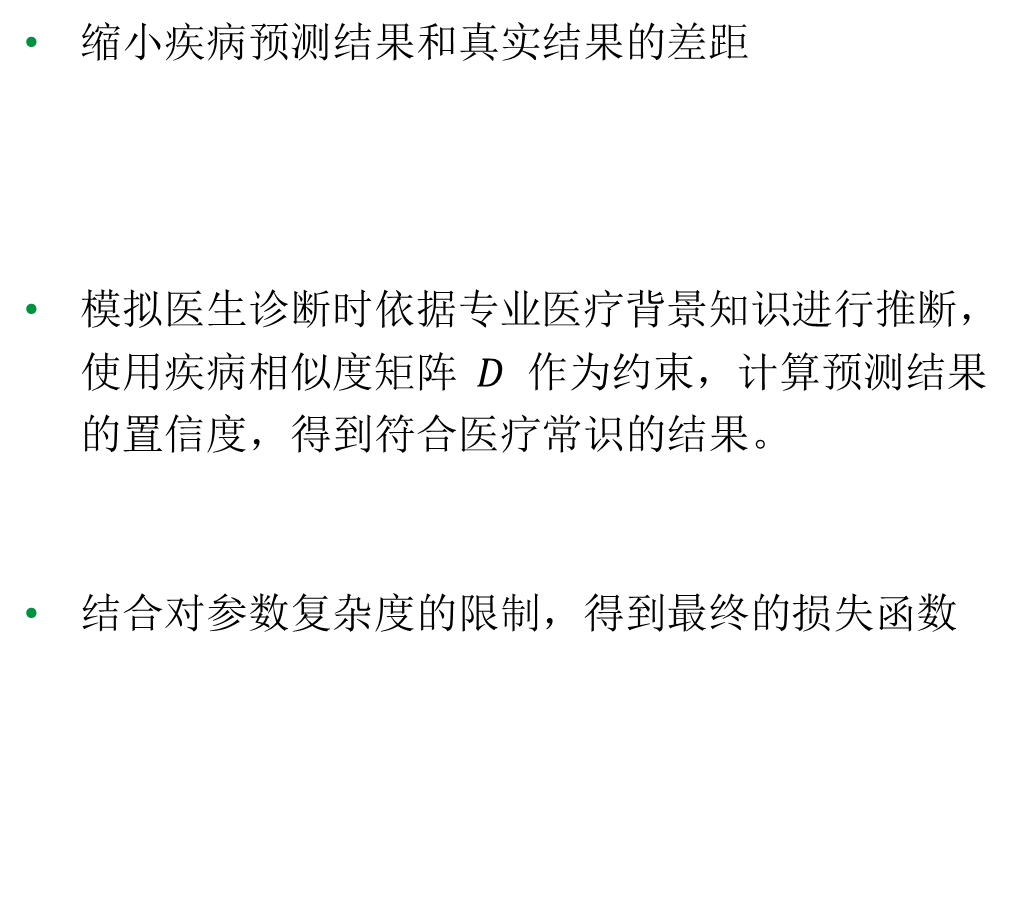 • 缩小疾病预测结果和真实结果的差距
• 模拟医生诊断时依据专业医疗背景知识进行推断，
使用疾病相似度矩阵 D 作为约束，计算预测结果
的置信度，得到符合医疗常识的结果。
• 结合对参数复杂度的限制，得到最终的损失函数